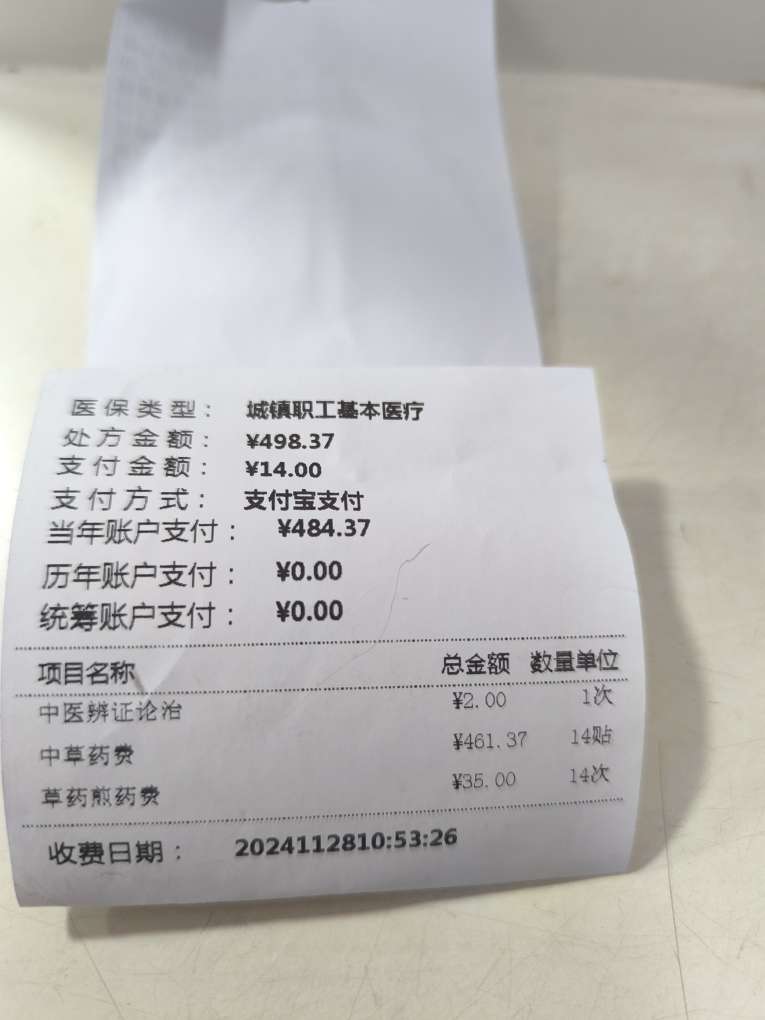 医保类型： 城镇职工基本医疗
处方金额： ¥498.37
支付金额： ¥14.00
支付方式： 支付宝支付
当年账户支付： ¥484.37
历年账户支付： ¥0.00
统筹账户支付： ¥0.00
项目名称 总金额 数量单位
中医辨证论治 ¥2.00 1次
中草药费 ¥461.37 14贴
草药煎药费 ¥35.00 14次
收费日期： 2024112810:53:26